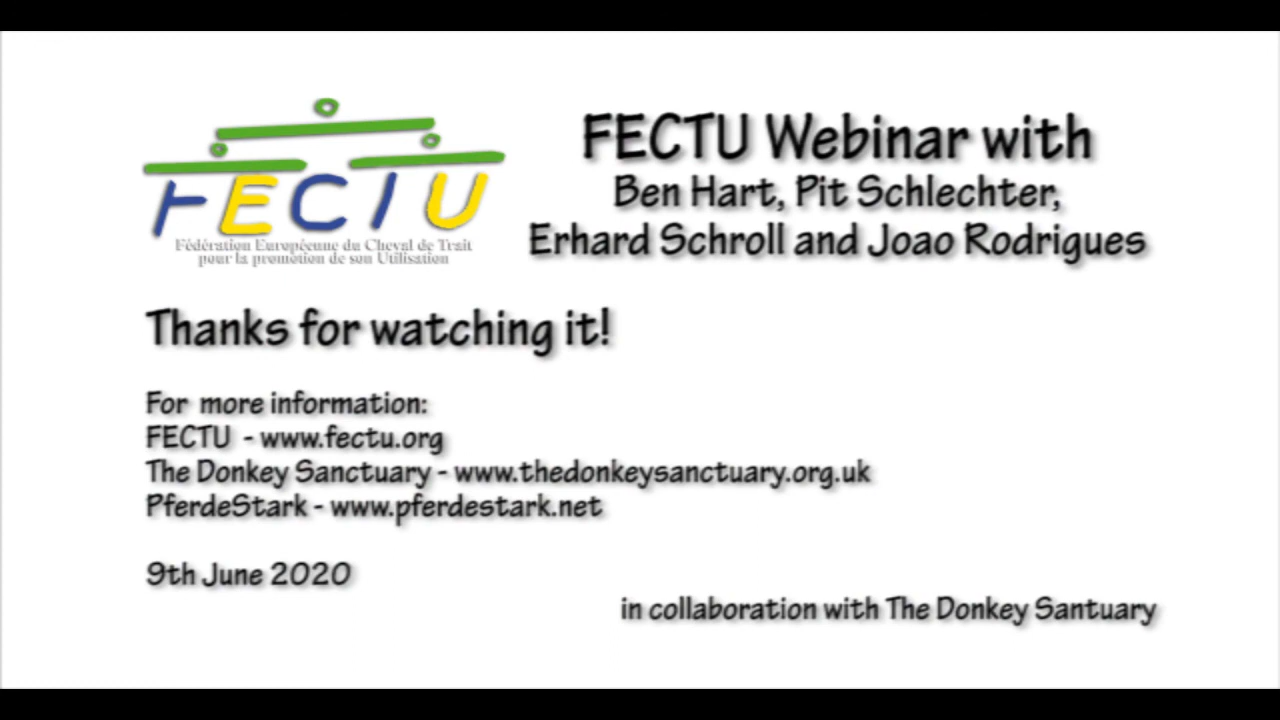 FECTU
Fédération Européenne du Cheval de Trait
pour la promotion de son Utilisation
FECTU Webinar with
Ben Hart, Pit Schlechter,
Erhard Schroll and Joao Rodrigues
Thanks for watching it!
For more information:
FECTU - www.fectu.org
The Donkey Sanctuary - www.thedonkeysanctuary.org.uk
PferdeStark - www.pferdestark.net
9th June 2020
in collaboration with The Donkey Santuary